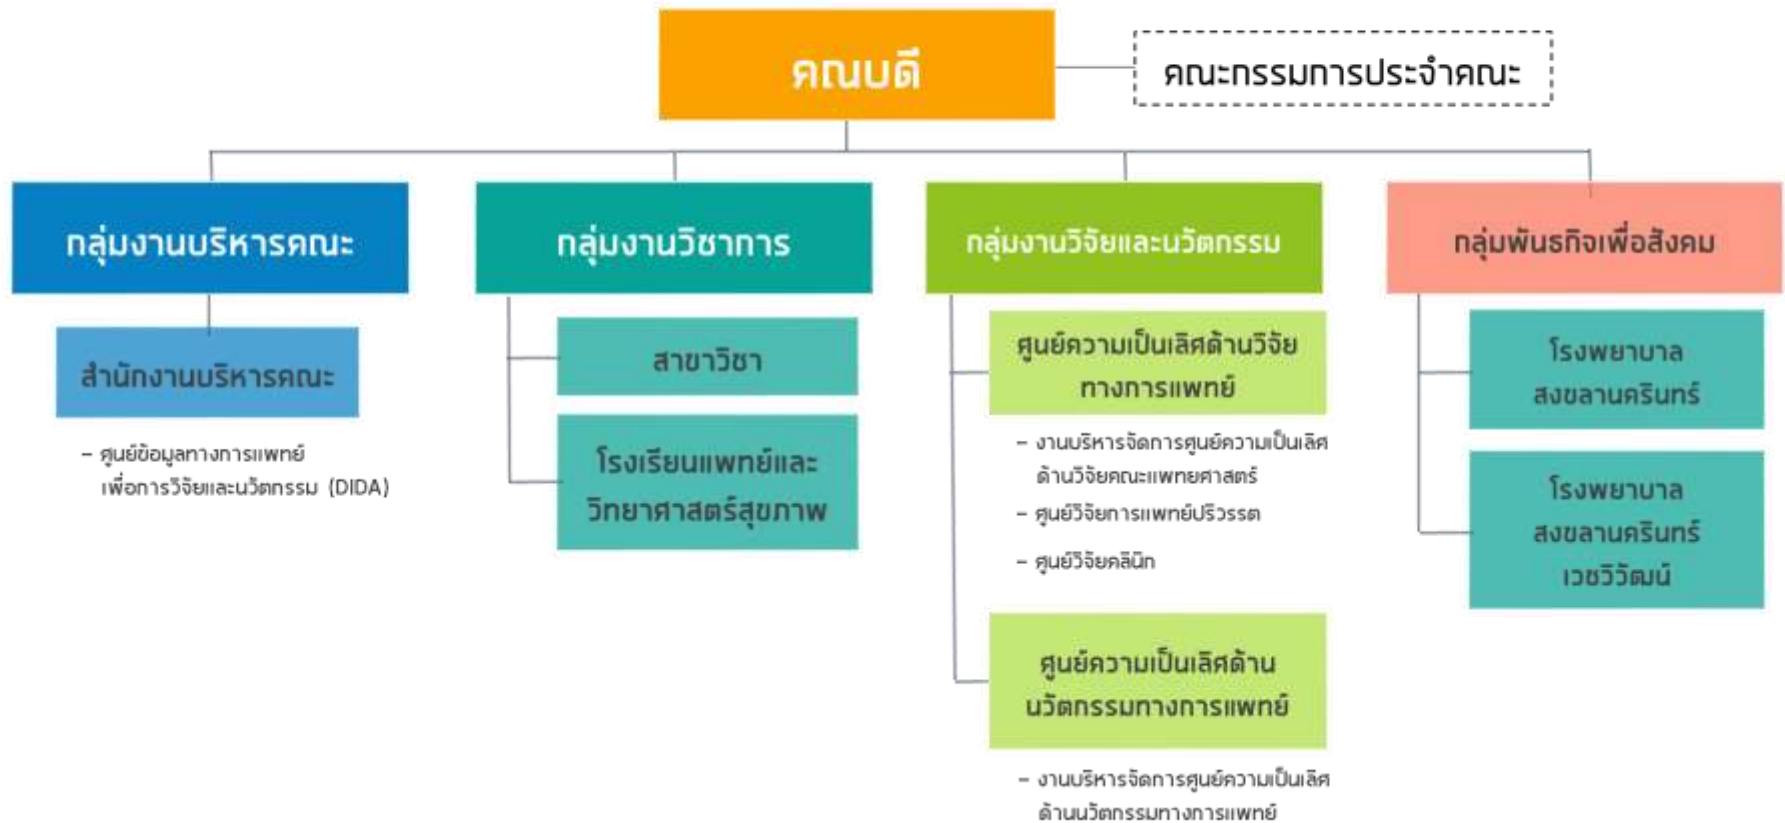 คณบดี
คณะกรรมการประจำคณะ
กลุ่มงานบริหารคณะ
กลุ่มงานวิชาการ
กลุ่มงานวิจัยและนวัตกรรม
กลุ่มพันธกิจเพื่อสังคม
สำนักงานบริหารคณะ
– ศูนย์ข้อมูลทางการแพทย์
เพื่อการวิจัยและนวัตกรรม (DIDA)
สาขาวิชา
โรงเรียนแพทย์และ
วิทยาศาสตร์สุขภาพ
ศูนย์ความเป็นเลิศด้านวิจัย
ทางการแพทย์
– งานบริหารจัดการศูนย์ความเป็นเลิศ
ด้านวิจัยคณะแพทยศาสตร์
– ศูนย์วิจัยการแพทย์ปริวรรต
– ศูนย์วิจัยคลินิก
ศูนย์ความเป็นเลิศด้าน
นวัตกรรมทางการแพทย์
– งานบริหารจัดการศูนย์ความเป็นเลิศ
ด้านนวัตกรรมทางการแพทย์
โรงพยาบาล
สงขลานครินทร์
โรงพยาบาล
สงขลานครินทร์
เวชวิวัฒน์